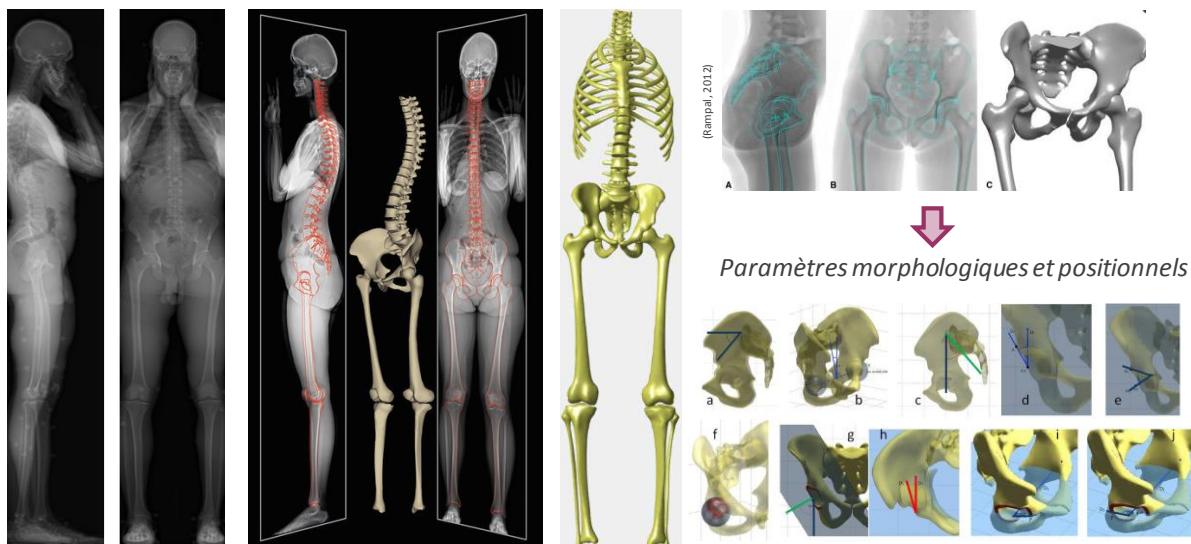 (Rampal, 2012)
A
B
C
Paramètres morphologiques et positionnels
a
b
c
d
e
f
g
h
i
j